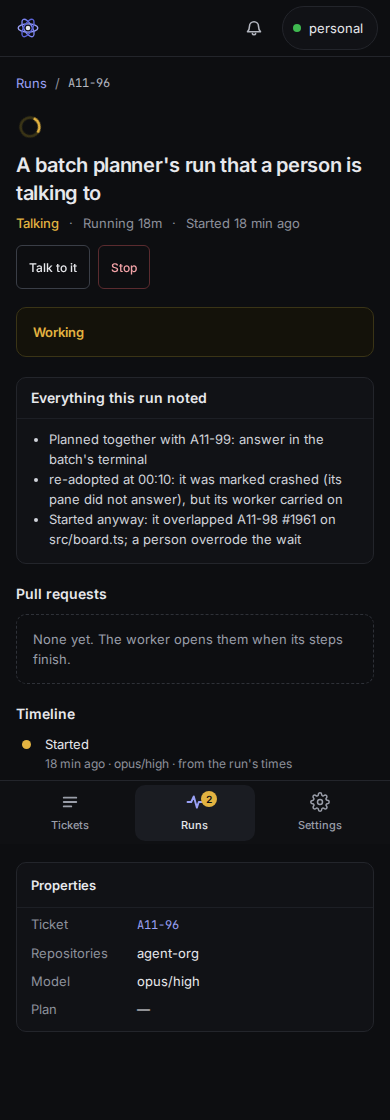 personal
Runs / A11-96
A batch planner's run that a person is
talking to
Talking · Running 18m · Started 18 min ago
Talk to it Stop
Working
Everything this run noted
• Planned together with A11-99: answer in the
batch's terminal
• re-adopted at 00:10: it was marked crashed (its
pane did not answer), but its worker carried on
• Started anyway: it overlapped A11-98 #1961 on
src/board.ts; a person overrode the wait
Pull requests
None yet. The worker opens them when its steps
finish.
Timeline
Started
18 min ago · opus/high · from the run's times
2
Tickets Runs Settings
Properties
Ticket A11-96
Repositories agent-org
Model opus/high
Plan —